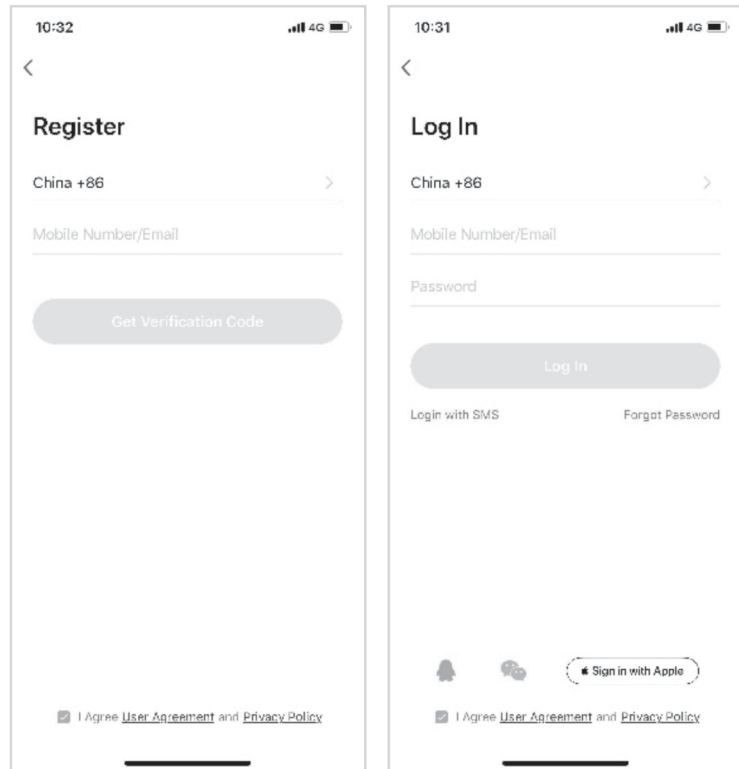 10:32
4G
Register
China +86
Mobile Number/Email
Get Verification Code
I Agree User Agreement and Privacy Policy
10:31
4G
Log In
China +86
Mobile Number/Email
Password
Log In
Login with SMS
Forgot Password
Sign in with Apple
I Agree User Agreement and Privacy Policy